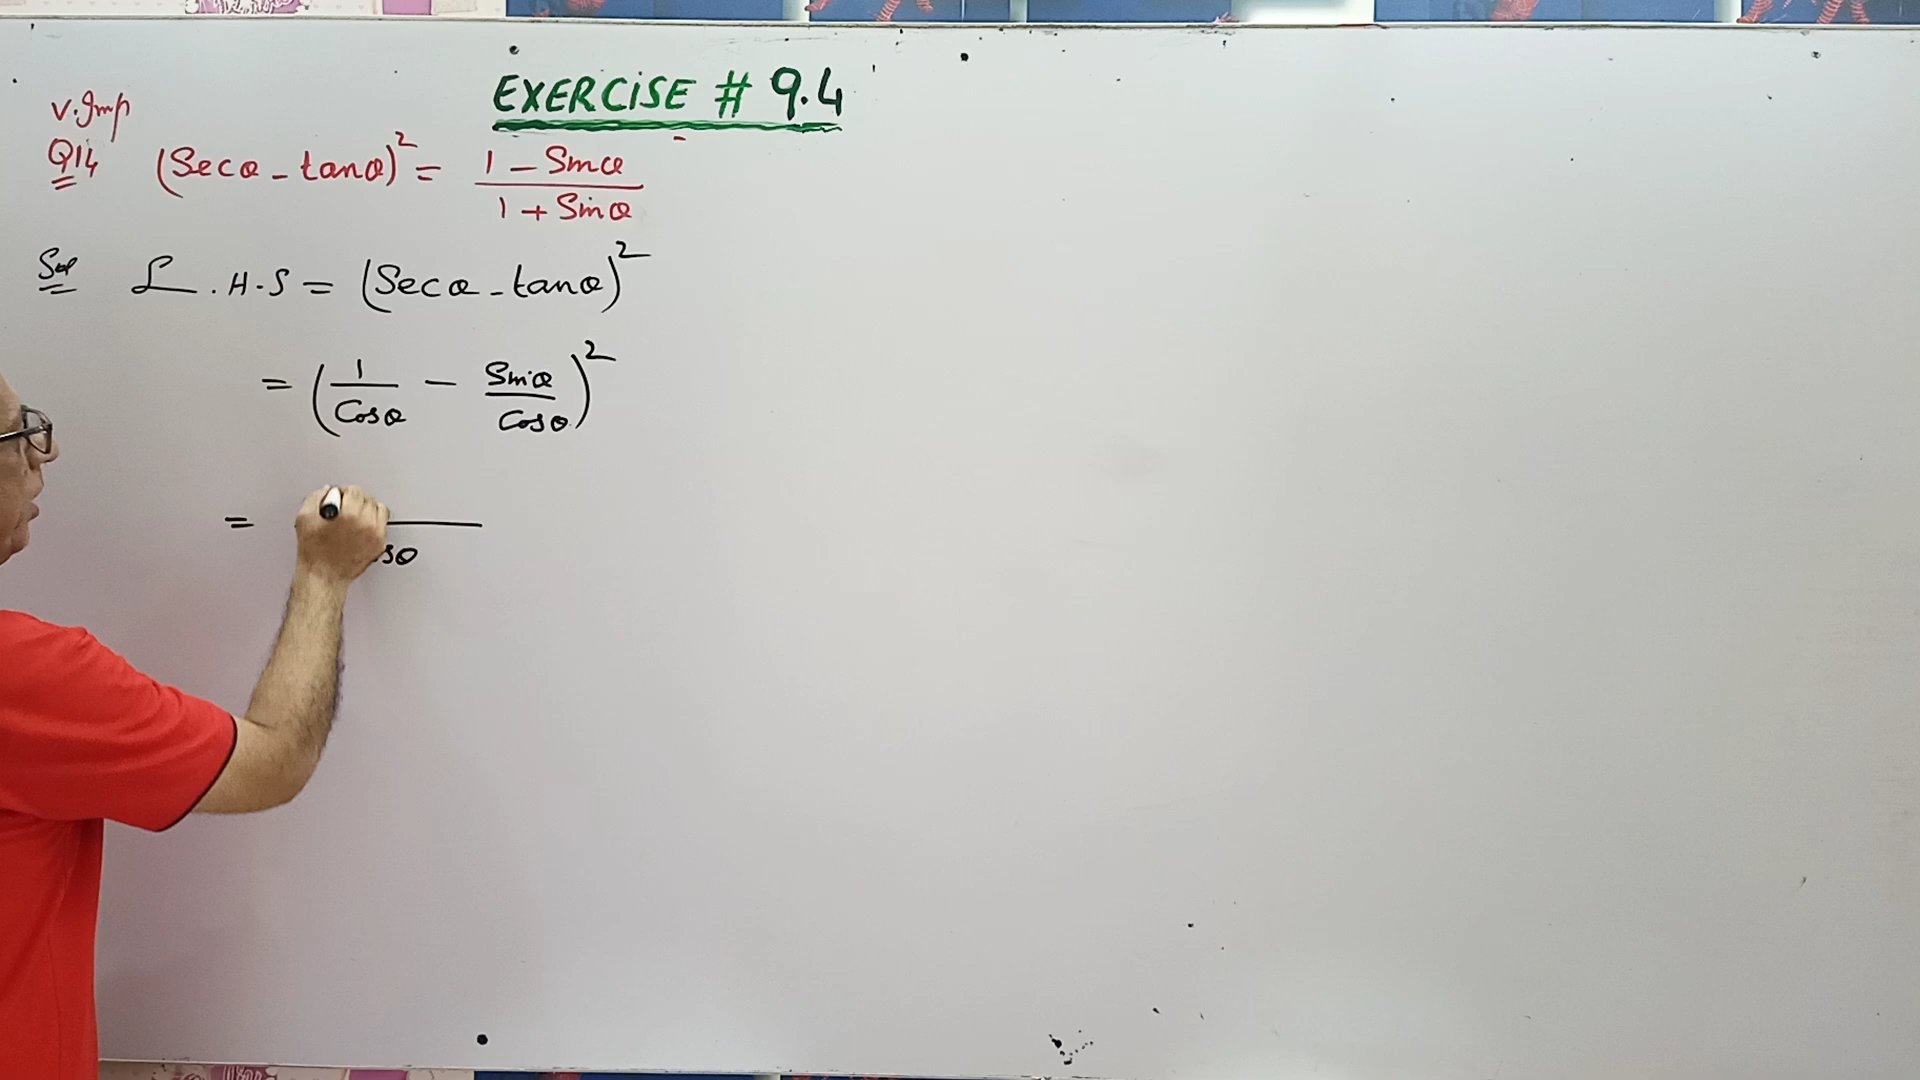 EXERCISE # 9.4
V.Imp
Q14 (Secθ - tanθ)² = (1 - Sinθ)/(1 + Sinθ)
Sol L.H.S = (Secθ - tanθ)²
= (1/Cosθ - Sinθ/Cosθ)²
=